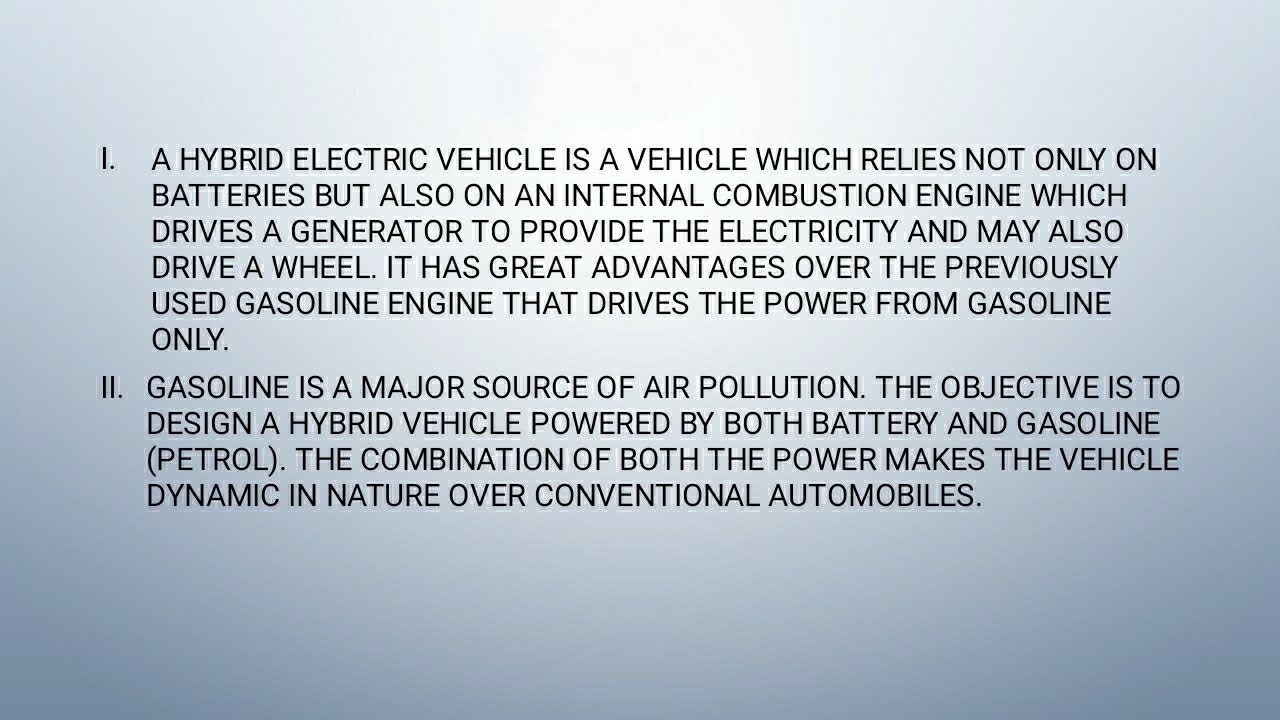 I. A HYBRID ELECTRIC VEHICLE IS A VEHICLE WHICH RELIES NOT ONLY ON
BATTERIES BUT ALSO ON AN INTERNAL COMBUSTION ENGINE WHICH
DRIVES A GENERATOR TO PROVIDE THE ELECTRICITY AND MAY ALSO
DRIVE A WHEEL. IT HAS GREAT ADVANTAGES OVER THE PREVIOUSLY
USED GASOLINE ENGINE THAT DRIVES THE POWER FROM GASOLINE
ONLY.
II. GASOLINE IS A MAJOR SOURCE OF AIR POLLUTION. THE OBJECTIVE IS TO
DESIGN A HYBRID VEHICLE POWERED BY BOTH BATTERY AND GASOLINE
(PETROL). THE COMBINATION OF BOTH THE POWER MAKES THE VEHICLE
DYNAMIC IN NATURE OVER CONVENTIONAL AUTOMOBILES.